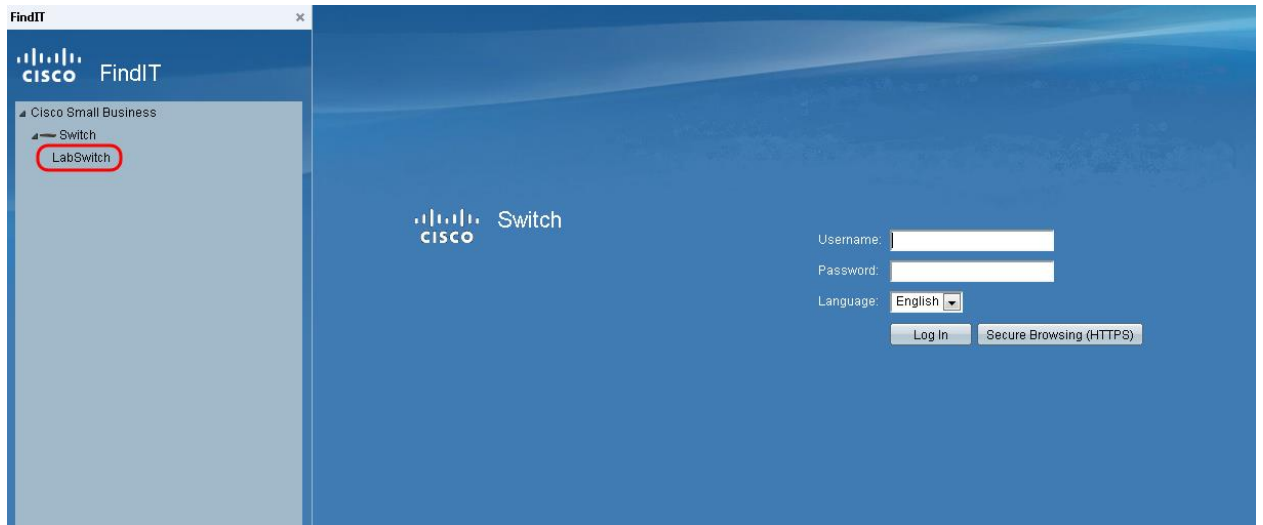 FindIT
CISCO FindIT
Cisco Small Business
Switch
LabSwitch
CISCO Switch
Username:
Password:
Language: English
Log In Secure Browsing (HTTPS)